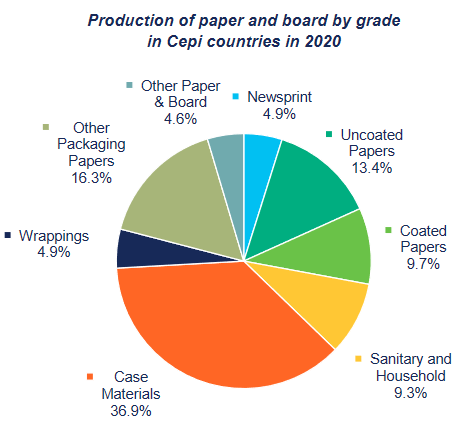 Production of paper and board by grade
in Cepi countries in 2020
Other Paper
& Board
4.6%
Newsprint
4.9%
Uncoated
Papers
13.4%
Coated
Papers
9.7%
Sanitary and
Household
9.3%
Case
Materials
36.9%
Wrappings
4.9%
Other
Packaging
Papers
16.3%